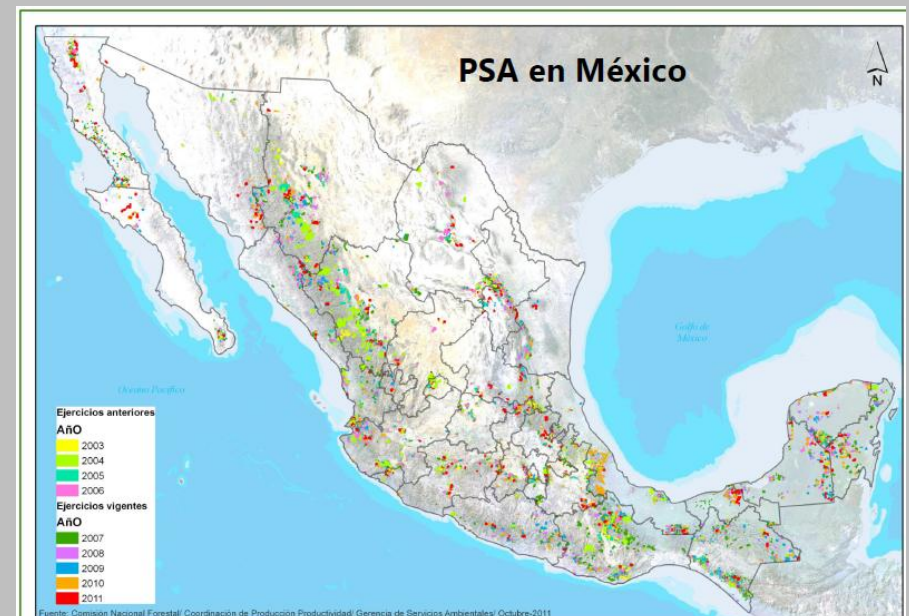 PSA en México
N
Golfo de
México
Oceano Pacífico
Ejercicios anteriores
AñO
2003
2004
2005
2006
Ejercicios vigentes
AñO
2007
2008
2009
2010
2011
Fuente: Comisión Nacional Forestal/ Coordinación de Producción Productividad/ Gerencia de Servicios Ambientales/ Octubre-2011